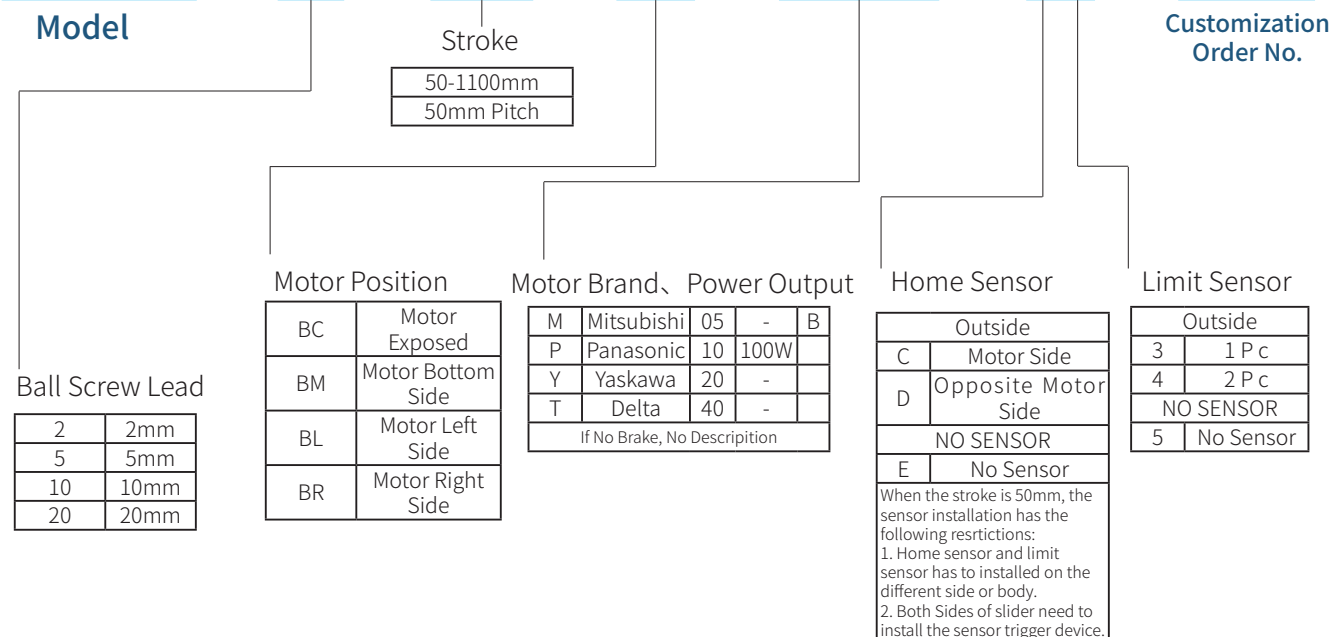 Model
Stroke
Customization
Order No.
50-1100mm
50mm Pitch
Motor Position
BC Motor
Exposed
BM Motor Bottom
Side
BL Motor Left
Side
BR Motor Right
Side
Motor Brand、Power Output
M Mitsubishi 05 - B
P Panasonic 10 100W
Y Yaskawa 20 -
T Delta 40 -
If No Brake, No Descripition
Home Sensor
Outside
C Motor Side
D Opposite Motor
Side
NO SENSOR
E No Sensor
When the stroke is 50mm, the
sensor installation has the
following resrtictions:
1. Home sensor and limit
sensor has to installed on the
different side or body.
2. Both Sides of slider need to
install the sensor trigger device.
Limit Sensor
Outside
3 1 P c
4 2 P c
NO SENSOR
5 No Sensor
Ball Screw Lead
2 2mm
5 5mm
10 10mm
20 20mm